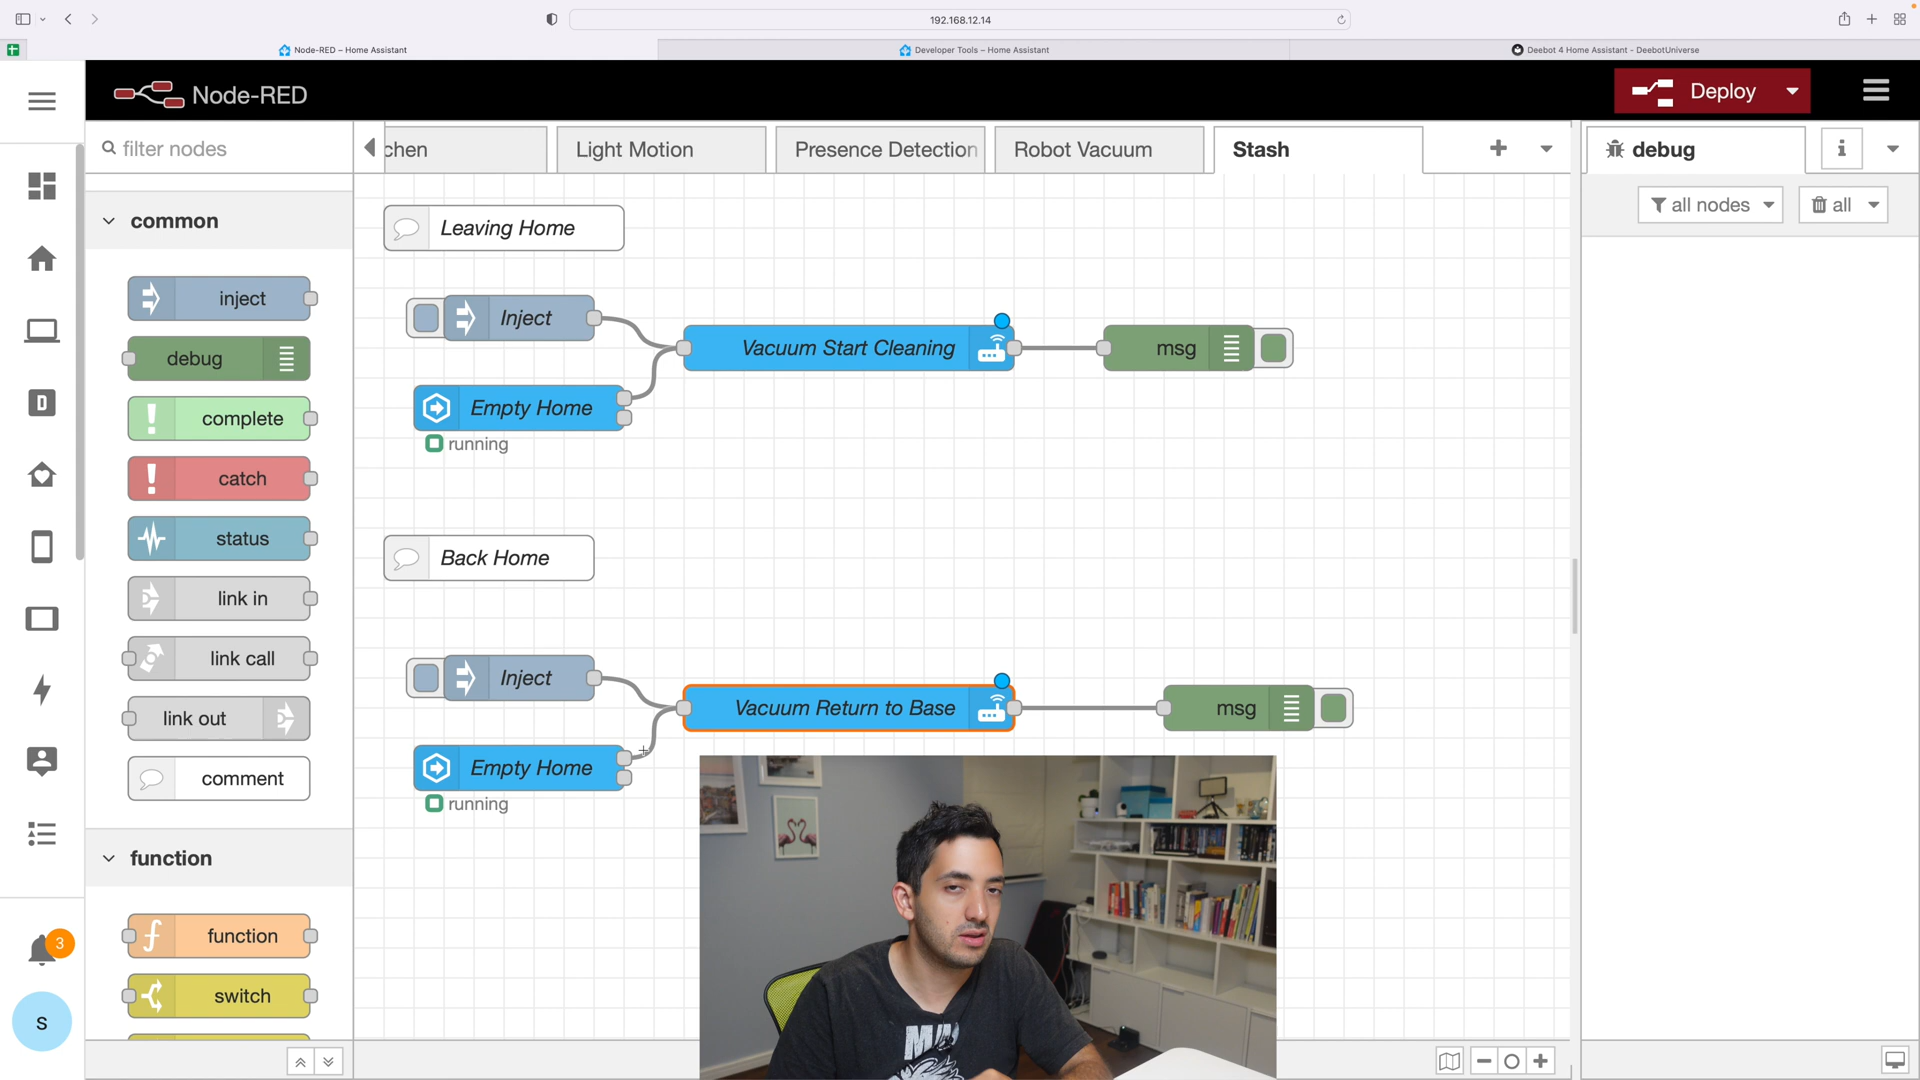 192.168.12.14
Node-RED – Home Assistant
Developer Tools – Home Assistant
Deebot 4 Home Assistant - DeebotUniverse
Node-RED
Deploy
filter nodes
chen
Light Motion
Presence Detection
Robot Vacuum
Stash
debug
i
all nodes
all
common
inject
debug
complete
catch
status
link in
link call
link out
comment
function
function
switch
Leaving Home
Inject
Vacuum Start Cleaning
msg
Empty Home
running
Back Home
Inject
Vacuum Return to Base
msg
Empty Home
running
D
3
S